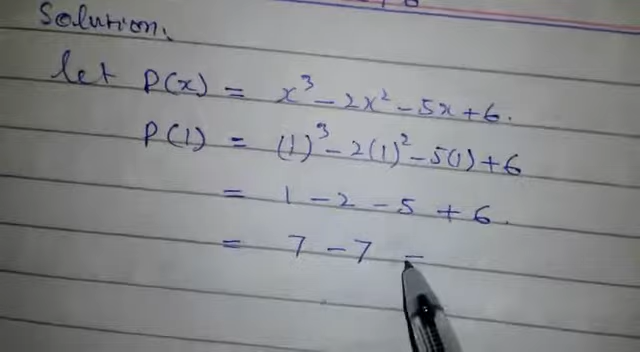 Solution.
let P(x) = x³ - 2x² - 5x + 6.
P(1) = (1)³ - 2(1)² - 5(1) + 6
= 1 - 2 - 5 + 6.
= 7 - 7 =